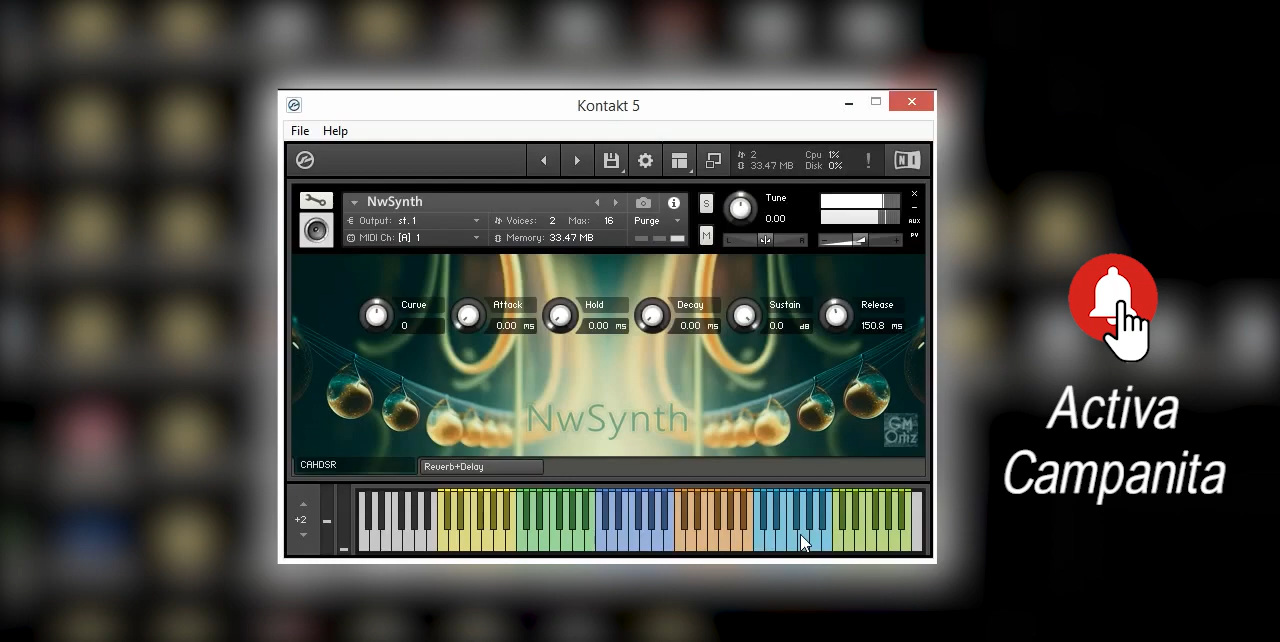 Kontakt 5
File Help
2
33.47 MB
Cpu 1%
Disk 0%
!
NI
NwSynth
Output: st.1
Voices: 2 Max: 16
Purge
MIDI Ch: [A] 1
Memory: 33.47 MB
S
M
Tune
0.00
L R
AUX
PV
Curve
0
Attack
0.00 ms
Hold
0.00 ms
Decay
0.00 ms
Sustain
0.0 dB
Release
150.8 ms
NwSynth
GM
Ortiz
CAHDSR
Reverb+Delay
+2
Activa
Campanita